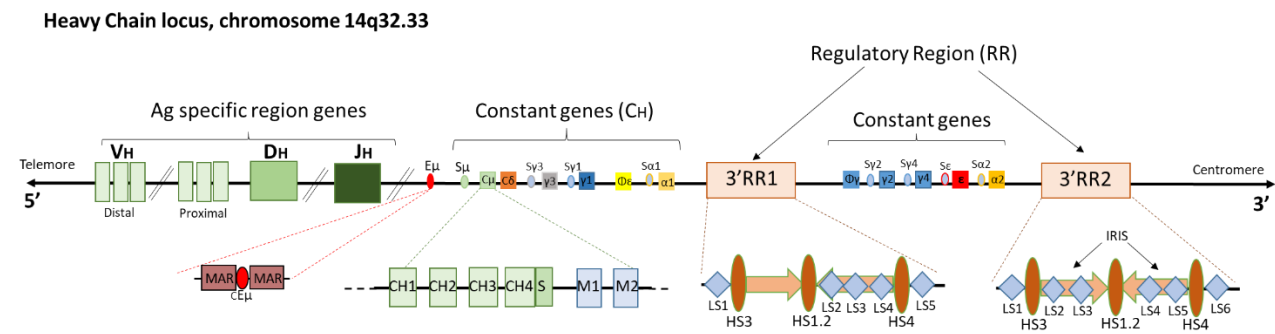 Heavy Chain locus, chromosome 14q32.33
Regulatory Region (RR)
Ag specific region genes
Constant genes (CH)
Constant genes
VH
DH
JH
Eµ
Sµ
Sγ3
Sγ1
Sα1
Sγ2
Sγ4
Sε
Sα2
Telemore
Centromere
Cµ
Cδ
γ3
γ1
Φε
α1
3'RR1
Φγ
γ2
γ4
ε
α2
3'RR2
5'
3'
Distal
Proximal
IRIS
MAR
MAR
cEµ
CH1
CH2
CH3
CH4
S
M1
M2
LS1
HS3
HS1.2
LS2
LS3
LS4
HS4
LS5
LS1
HS3
LS2
LS3
HS1.2
LS4
LS5
HS4
LS6